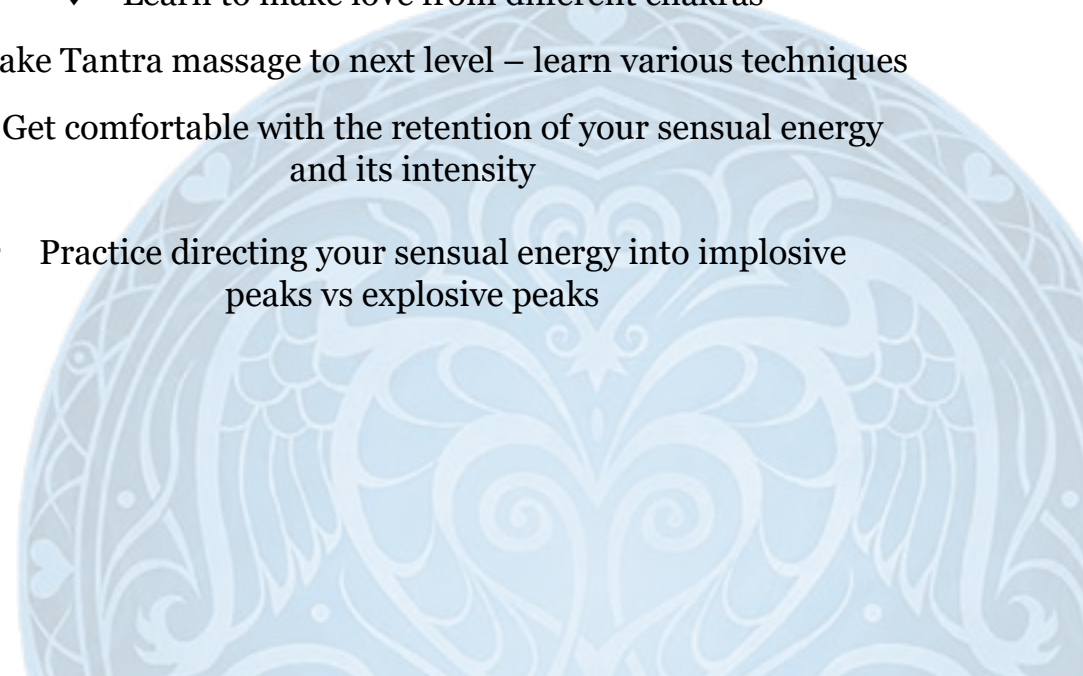 Learn to make love from different chakras
ake Tantra massage to next level – learn various techniques
Get comfortable with the retention of your sensual energy
and its intensity
Practice directing your sensual energy into implosive
peaks vs explosive peaks